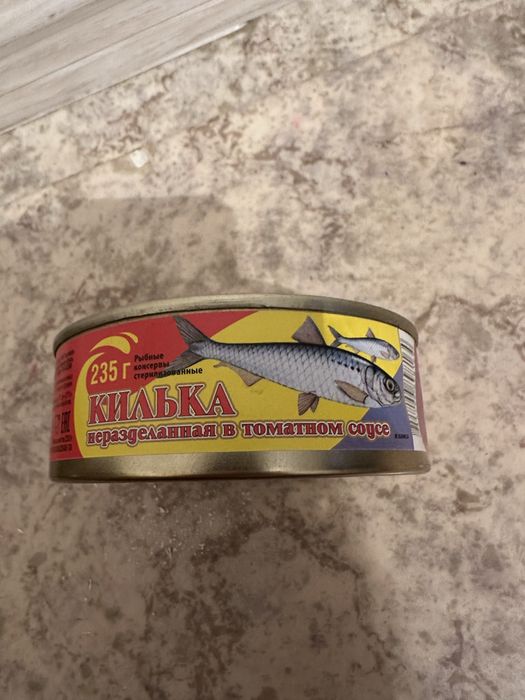 235 г
Рыбные
консервы
стерилизованные
КИЛЬКА
неразделанная в томатном соусе